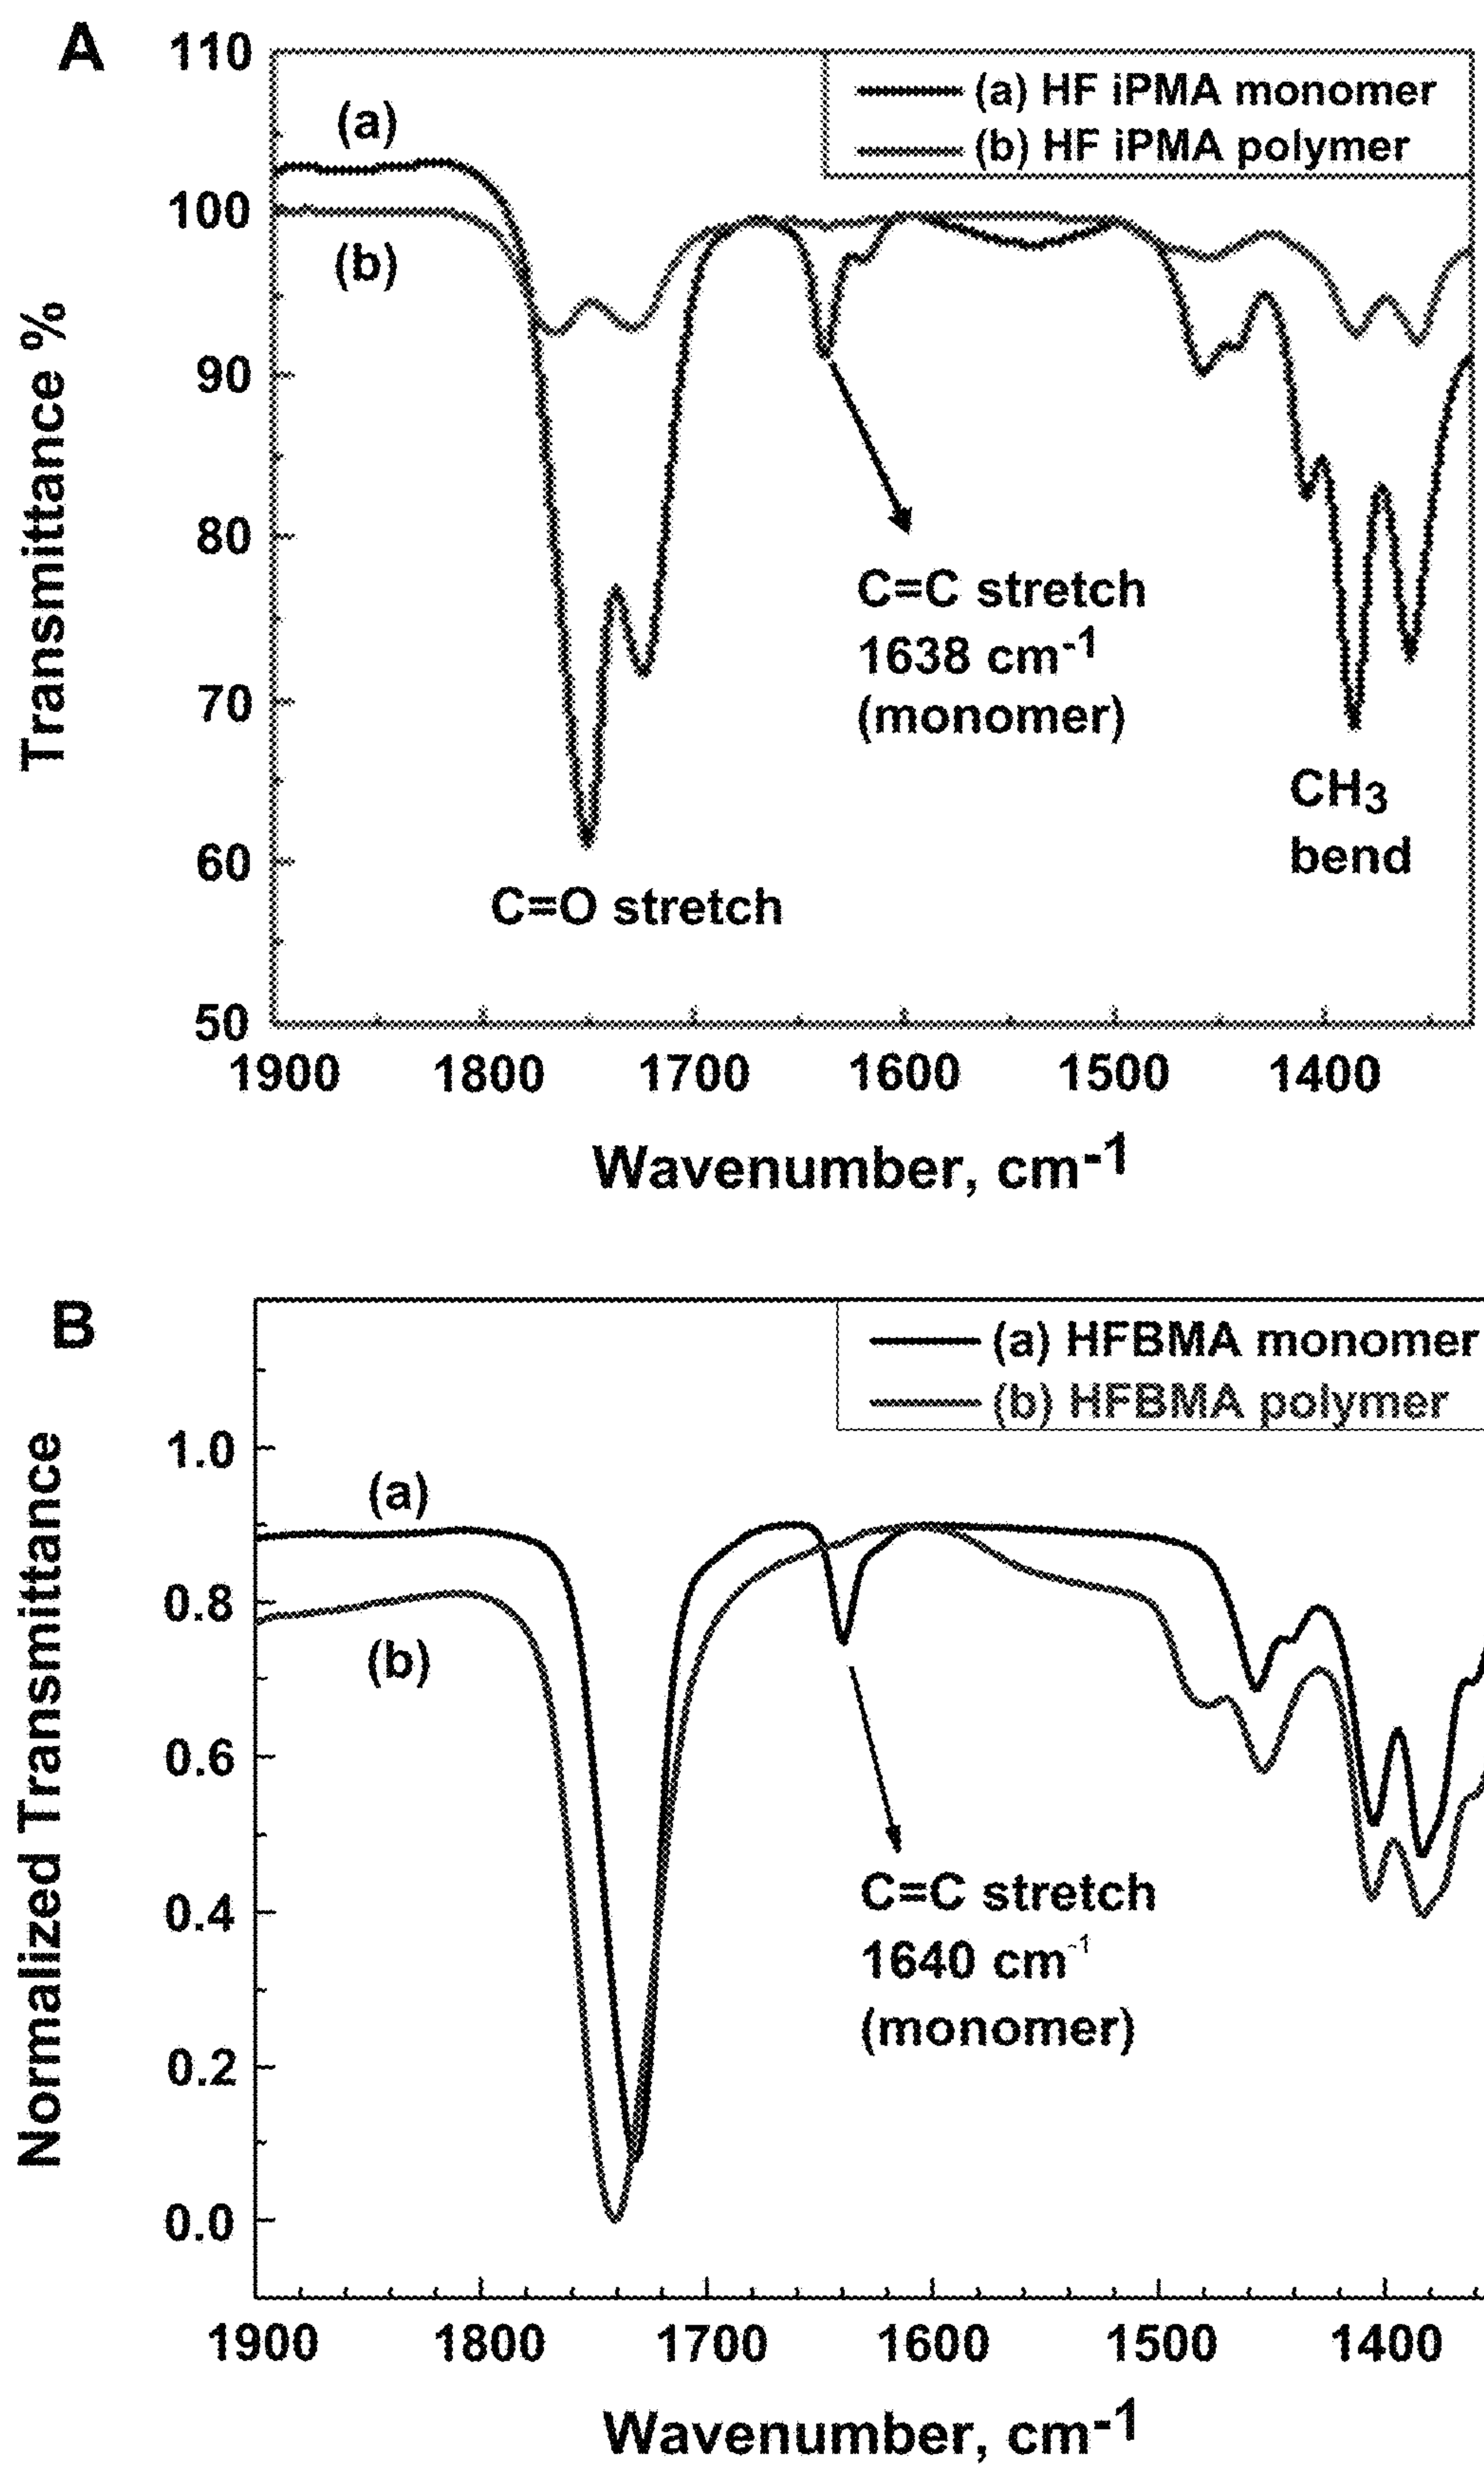 A
110
(a) HF iPMA monomer
(b) HF iPMA polymer
(a)
100
(b)
90
80
C=C stretch
1638 cm-1
(monomer)
70
CH3
bend
60
C=O stretch
50
1900 1800 1700 1600 1500 1400
Transmittance %
Wavenumber, cm-1
B
(a) HFBMA monomer
(b) HFBMA polymer
1.0
(a)
0.8
(b)
0.6
C=C stretch
1640 cm-1
(monomer)
0.4
0.2
0.0
1900 1800 1700 1600 1500 1400
Normalized Transmittance
Wavenumber, cm-1